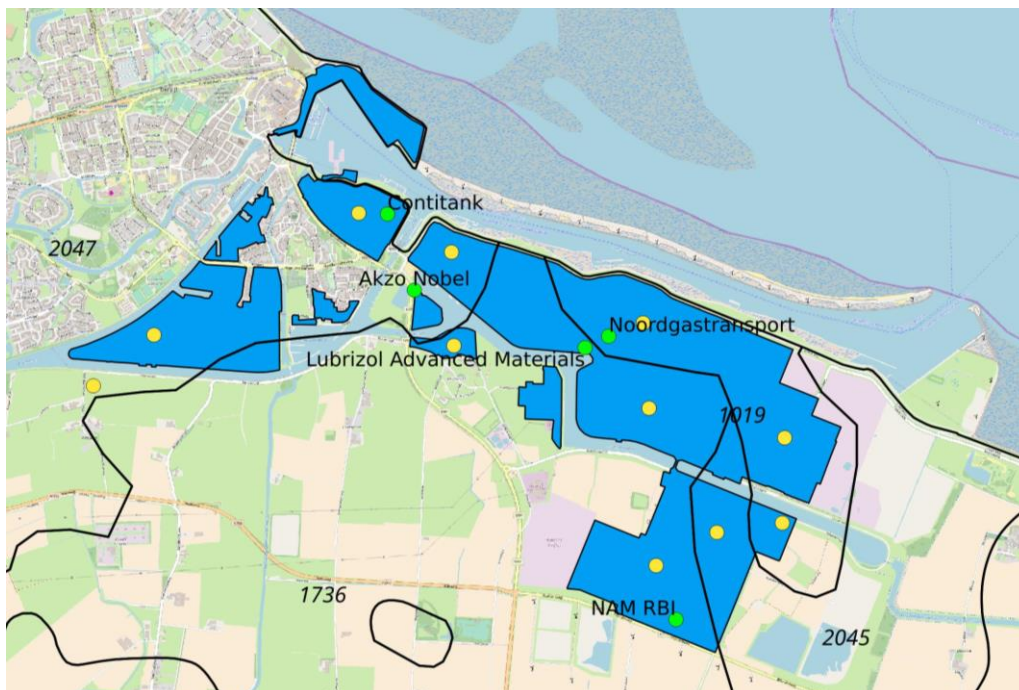 Contitank
2047
Akzo Nobel
Noordgastransport
Lubrizol Advanced Materials
1019
1736
NAM RBI
2045